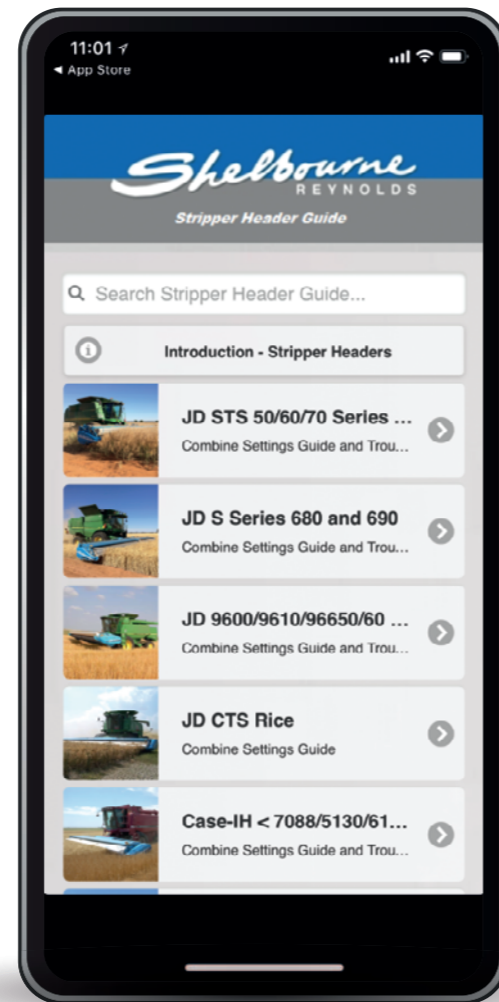 11:01
◄ App Store
Shelbourne
REYNOLDS
Stripper Header Guide
Search Stripper Header Guide...
Introduction - Stripper Headers
JD STS 50/60/70 Series ...
Combine Settings Guide and Trou...
JD S Series 680 and 690
Combine Settings Guide and Trou...
JD 9600/9610/96650/60 ...
Combine Settings Guide and Trou...
JD CTS Rice
Combine Settings Guide
Case-IH < 7088/5130/61...
Combine Settings Guide and Trou...